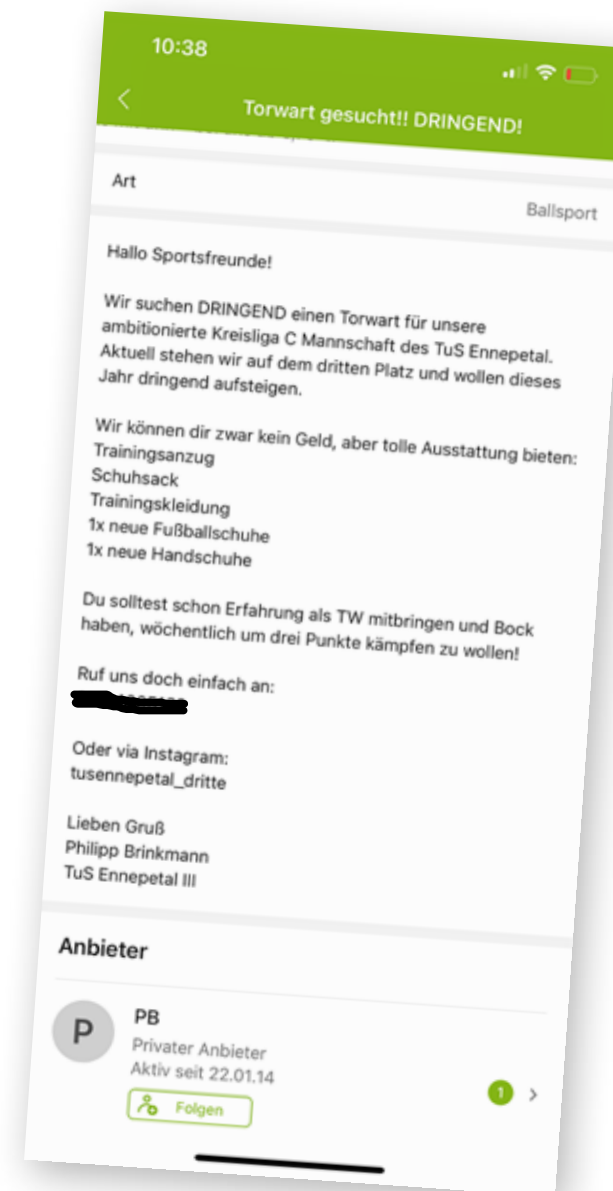 10:38
Torwart gesucht!! DRINGEND!
Art
Ballsport
Hallo Sportsfreunde!
Wir suchen DRINGEND einen Torwart für unsere
ambitionierte Kreisliga C Mannschaft des TuS Ennepetal.
Aktuell stehen wir auf dem dritten Platz und wollen dieses
Jahr dringend aufsteigen.
Wir können dir zwar kein Geld, aber tolle Ausstattung bieten:
Trainingsanzug
Schuhsack
Trainingskleidung
1x neue Fußballschuhe
1x neue Handschuhe
Du solltest schon Erfahrung als TW mitbringen und Bock
haben, wöchentlich um drei Punkte kämpfen zu wollen!
Ruf uns doch einfach an:
Oder via Instagram:
tusennepetal_dritte
Lieben Gruß
Philipp Brinkmann
TuS Ennepetal III
Anbieter
P
PB
Privater Anbieter
Aktiv seit 22.01.14
1
Folgen